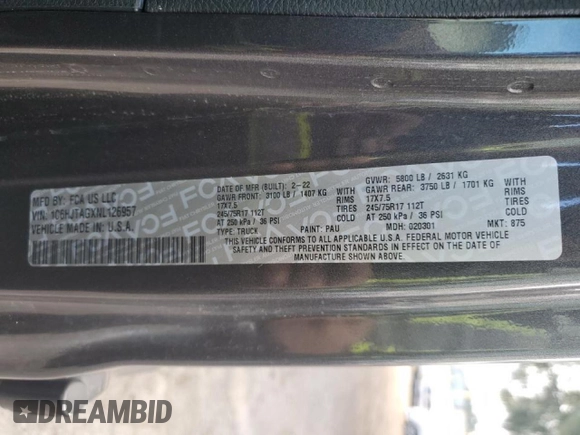 MFD BY: FCA US LLC
VIN: 1C6HJTAGXNL126957
VEHICLE MADE IN: U.S.A.
DATE OF MFR (BUILT): 2-22
GAWR FRONT: 3100 LB / 1407 KG
17X7.5
245/75R17 112T
AT 250 kPa / 36 PSI
TYPE: TRUCK
PAINT: PAU
WITH
RIMS
TIRES
COLD
GVWR: 5800 LB / 2631 KG
GAWR REAR: 3750 LB / 1701 KG
17X7.5
245/75R17 112T
AT 250 kPa / 36 PSI
MDH: 020301
WITH
RIMS
TIRES
COLD
MKT: 875
THIS VEHICLE CONFORMS TO ALL APPLICABLE U.S.A. FEDERAL MOTOR VEHICLE
SAFETY AND THEFT PREVENTION STANDARDS IN EFFECT ON THE DATE OF
MANUFACTURE SHOWN ABOVE.
DREAMBID